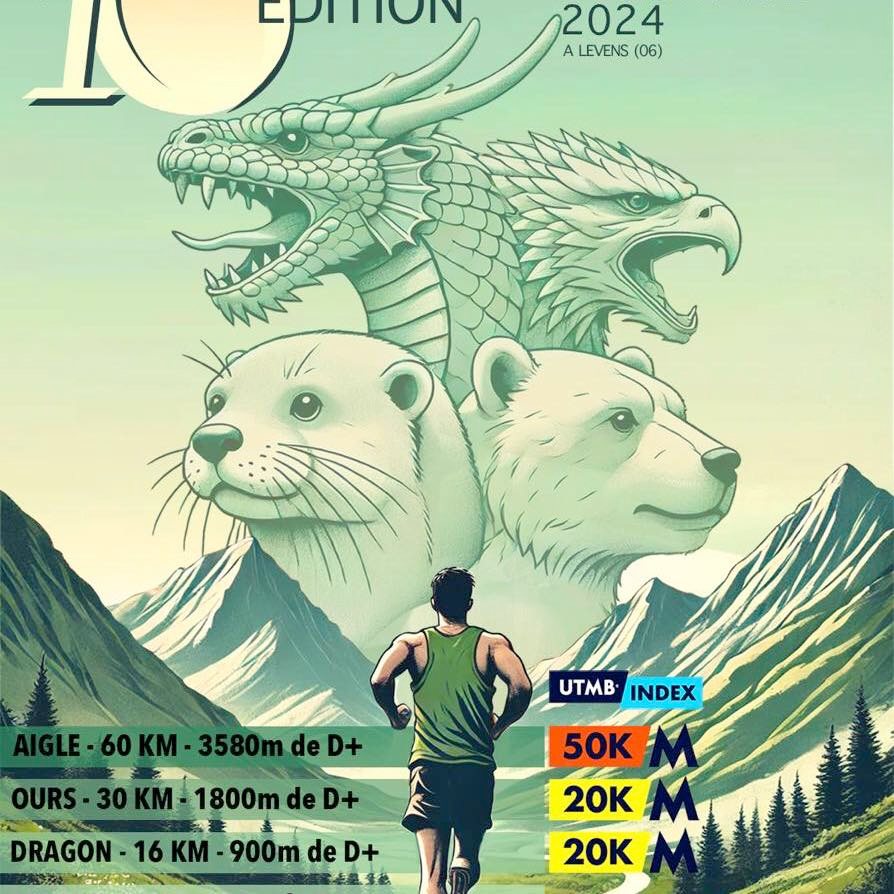 EDITION
2024
A LEVENS (06)
UTMB INDEX
AIGLE - 60 KM - 3580m de D+ 50K M
OURS - 30 KM - 1800m de D+ 20K M
DRAGON - 16 KM - 900m de D+ 20K M